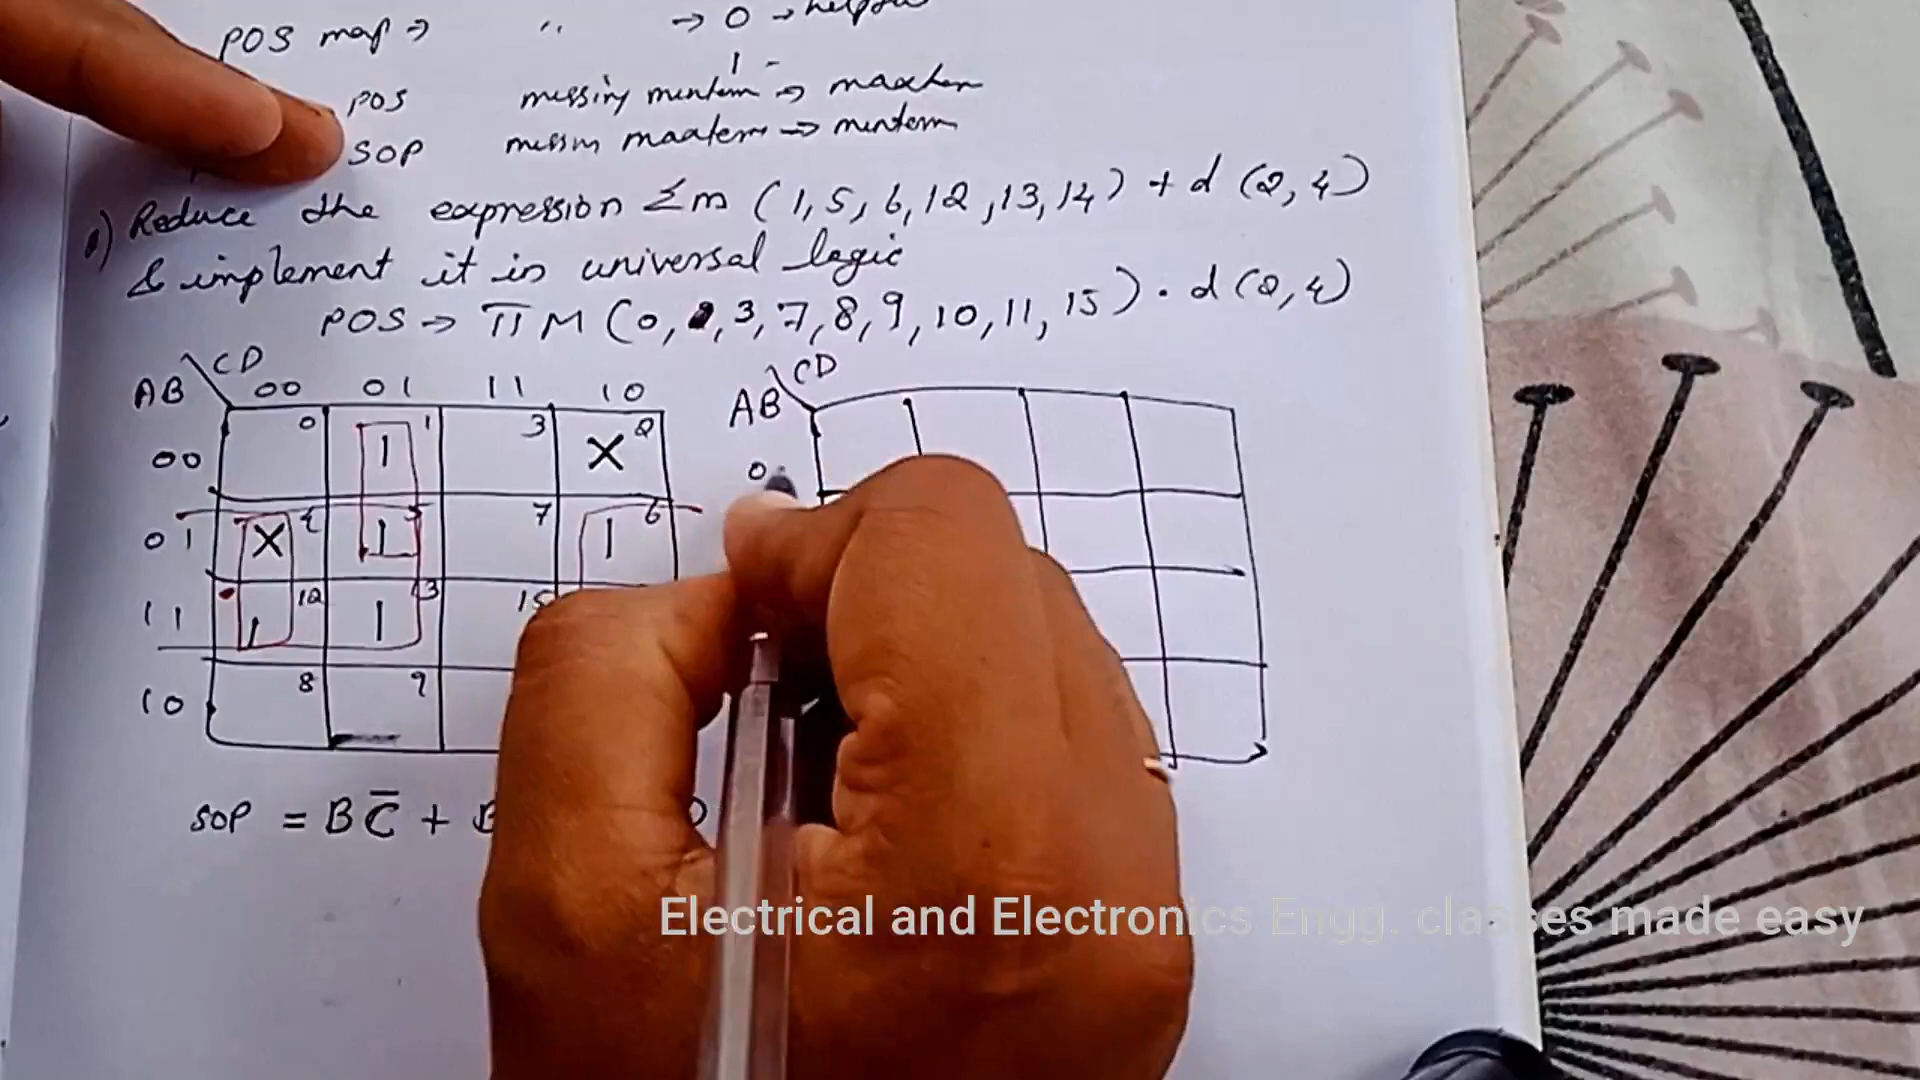 POS map → " → 0 →
1 -
POS missing minterm → maxterm
SOP missin maxterm → minterm
Reduce the expression Σm (1,5,6,12,13,14) + d (2,4)
& implement it in universal logic
POS → ΠM (0, 3,7,8,9,10,11,15) . d (2,4)
CD CD
AB 00 01 11 10 AB
00 0 1 1 3 X 2 0
01 X 4 1 5 7 1 6
11 1 12 1 13 15
10 8 9
SOP = BC̅ +
Electrical and Electronics Engg. classes made easy